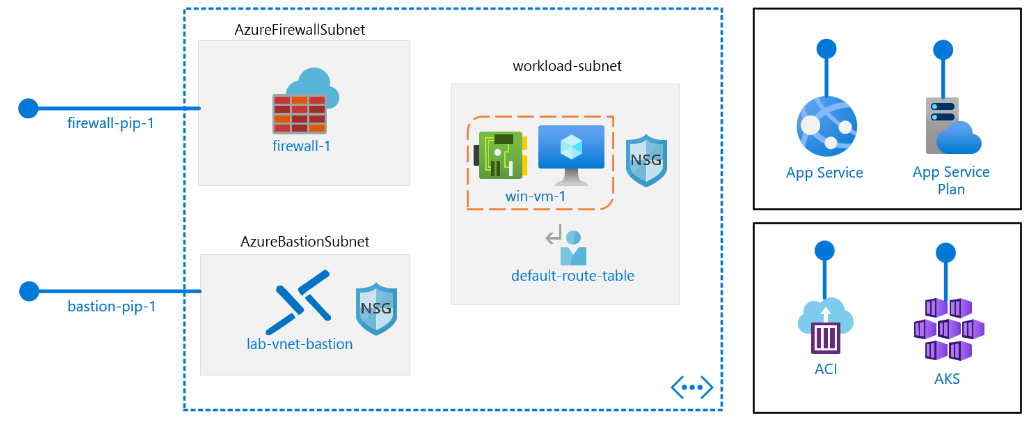 AzureFirewallSubnet
firewall-pip-1
firewall-1
AzureBastionSubnet
bastion-pip-1
NSG
lab-vnet-bastion
workload-subnet
NSG
win-vm-1
default-route-table
App Service
App Service
Plan
ACI
AKS